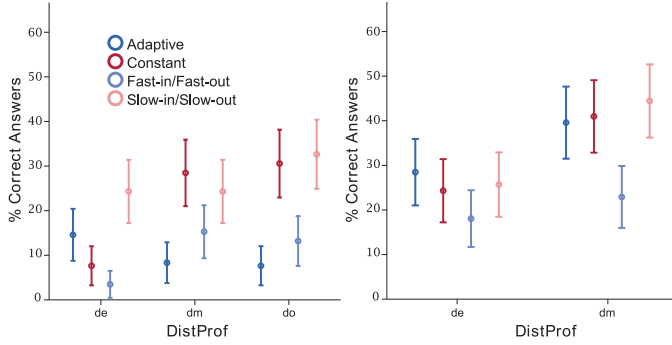 % Correct Answers
60
50
40
30
20
10
0
Adaptive
Constant
Fast-in/Fast-out
Slow-in/Slow-out
de
dm
do
DistProf
% Correct Answers
60
50
40
30
20
10
0
de
dm
DistProf